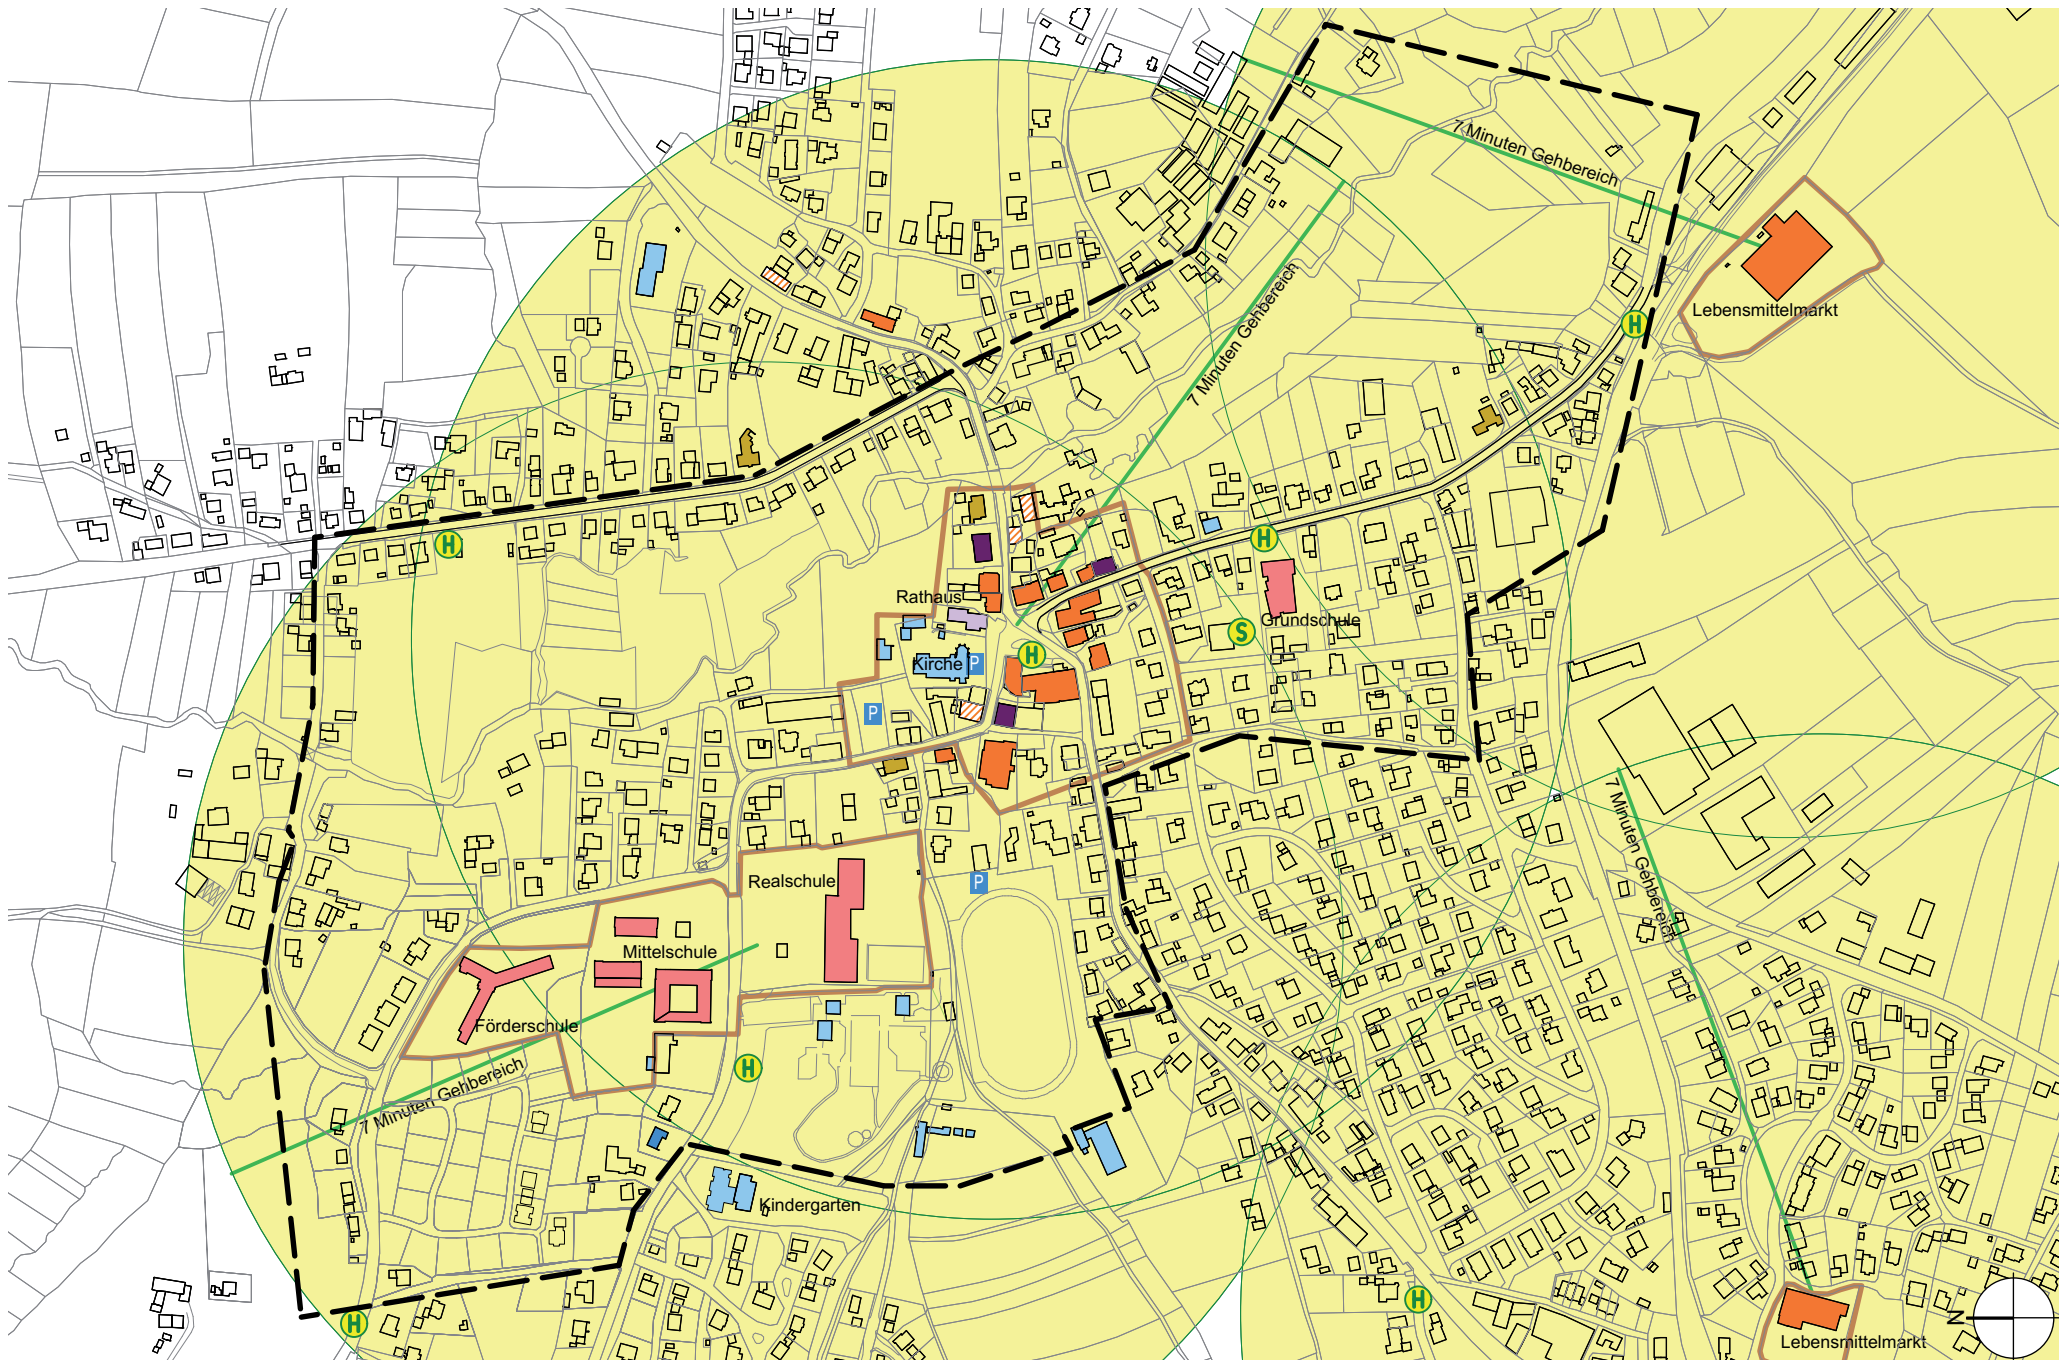 7 Minuten Gehbereich
7 Minuten Gehbereich
Lebensmittelmarkt
H
H
H
Rathaus
S
Grundschule
H
Kirche
P
P
7 Minuten Gehbereich
Realschule
P
Mittelschule
Förderschule
H
7 Minuten Gehbereich
Kindergarten
H
H
N
Lebensmittelmarkt